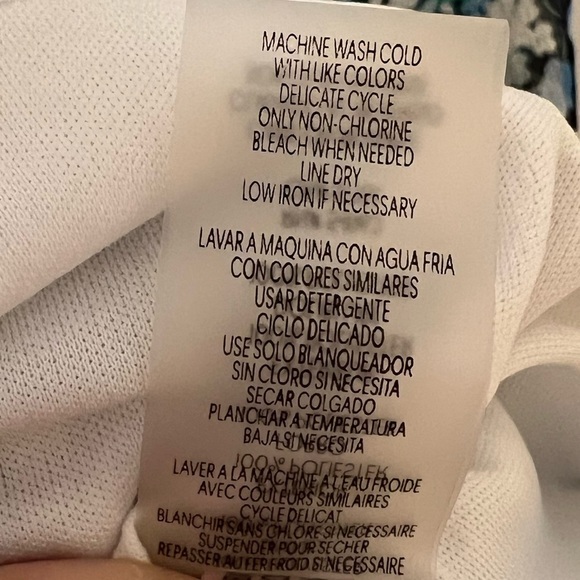 MACHINE WASH COLD
WITH LIKE COLORS
DELICATE CYCLE
ONLY NON-CHLORINE
BLEACH WHEN NEEDED
LINE DRY
LOW IRON IF NECESSARY
LAVAR A MAQUINA CON AGUA FRIA
CON COLORES SIMILARES
USAR DETERGENTE
CICLO DELICADO
USE SOLO BLANQUEADOR
SIN CLORO SI NECESITA
SECAR COLGADO
PLANCHAR A TEMPERATURA
BAJA SI NECESITA
100% POLIESTER
LAVER A LA MACHINE A L'EAU FROIDE
AVEC COULEURS SIMILAIRES
CYCLE DELICAT
BLANCHIR SANS CHLORE SI NECESSAIRE
SUSPENDER POUR SECHER
REPASSER AU FER FROID SI NECESSAIRE